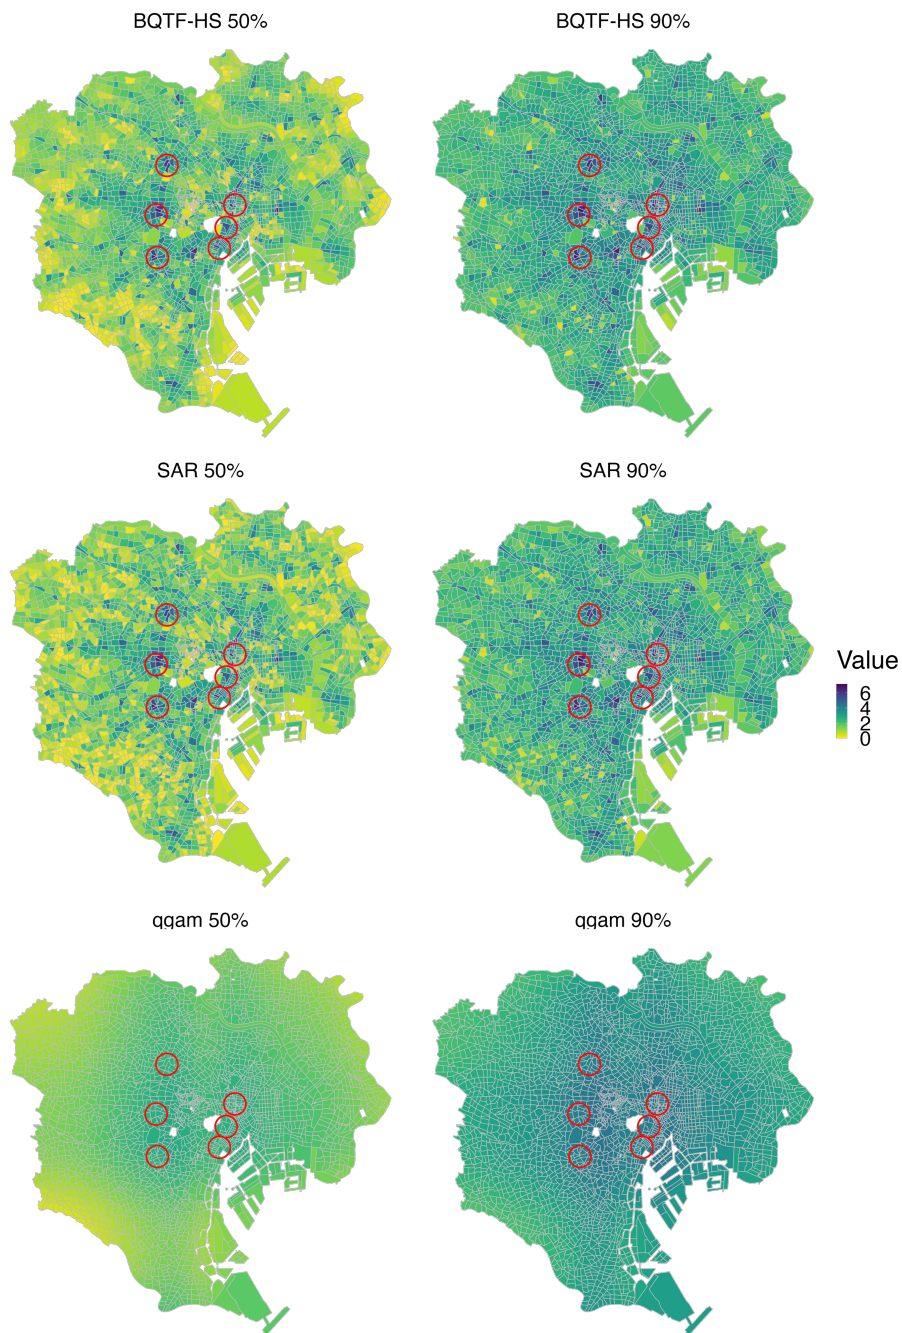 BQTF-HS 50%
BQTF-HS 90%
SAR 50%
SAR 90%
Value
6
4
2
0
qgam 50%
qgam 90%